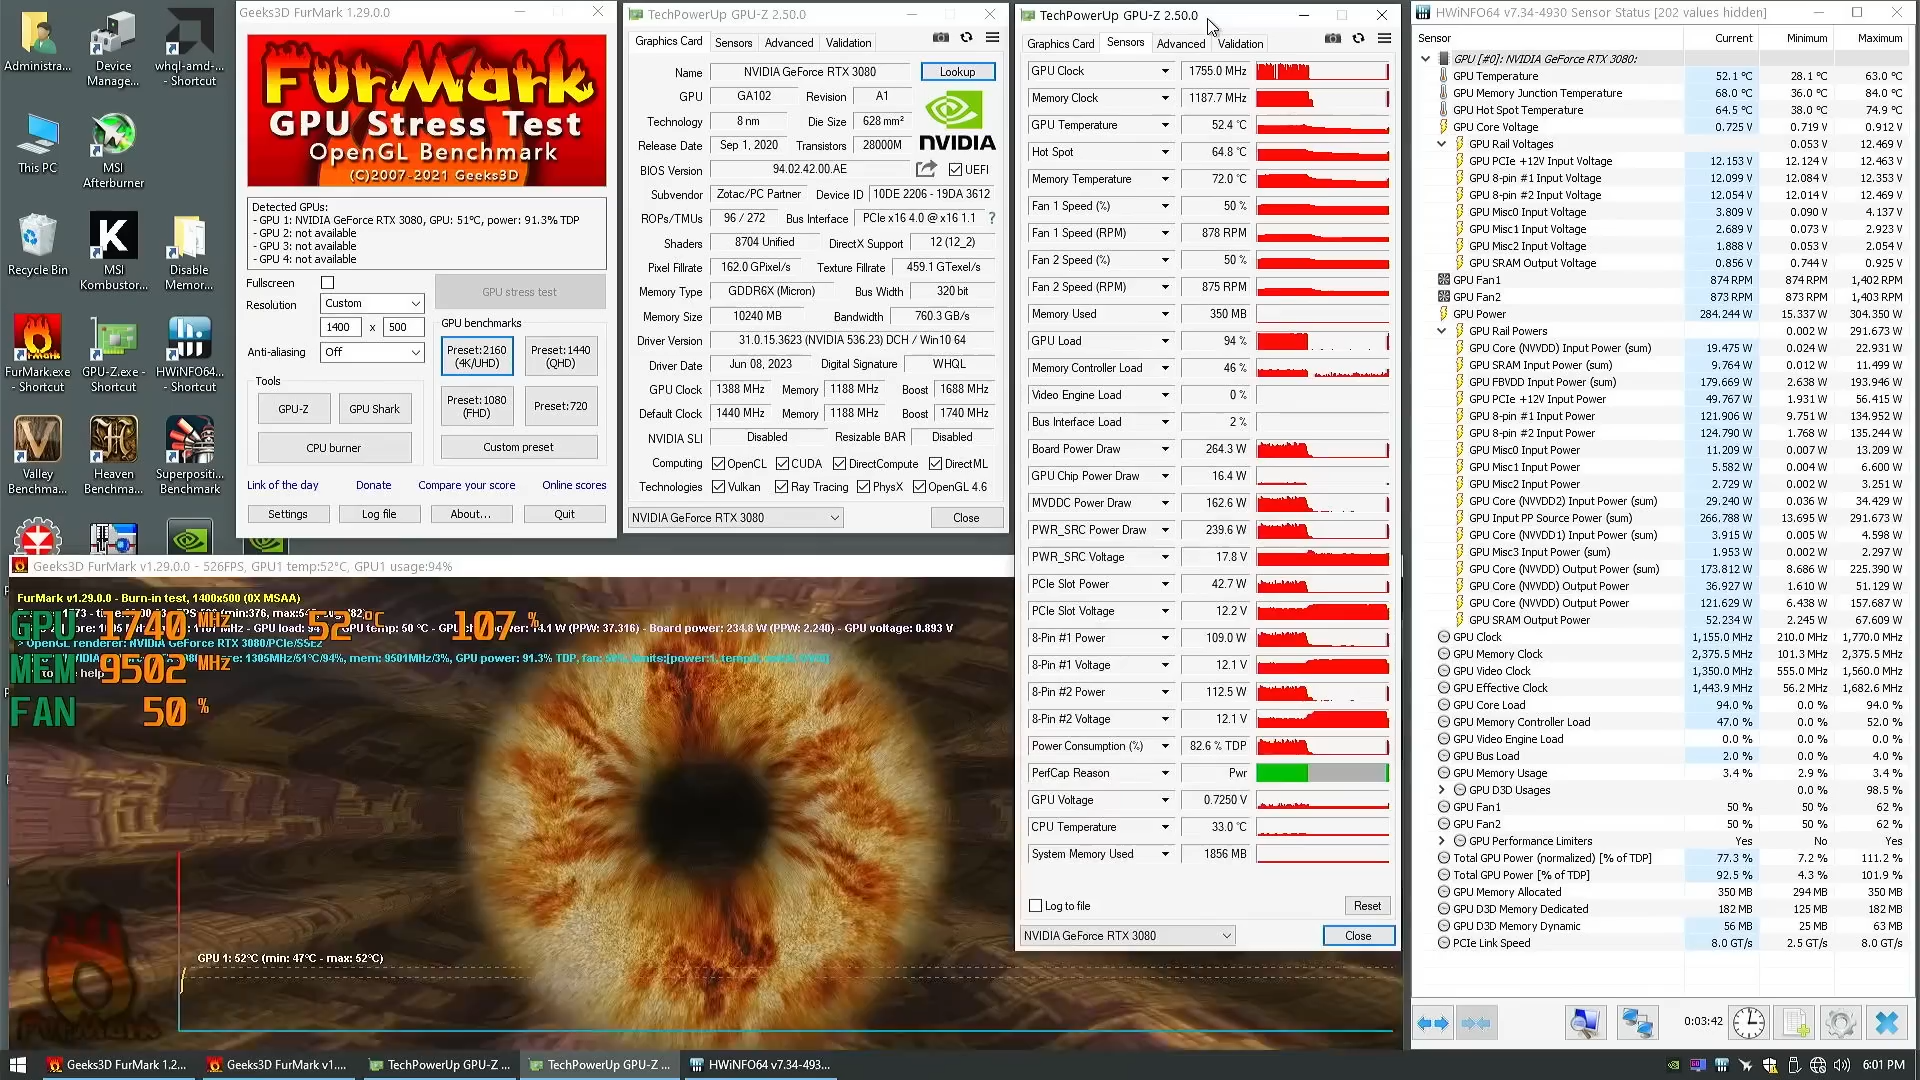 Administra...
Device Manage...
whql-amd-... - Shortcut
This PC
MSI Afterburner
Recycle Bin
MSI Kombustor...
Disable Memor...
FurMark.exe - Shortcut
GPU-Z.exe - Shortcut
HWiNFO64... - Shortcut
Valley Benchma...
Heaven Benchma...
Superpositi... Benchmark
Geeks3D FurMark 1.29.0.0
FurMark
GPU Stress Test
OpenGL Benchmark
(C)2007-2021 Geeks3D
Detected GPUs:
- GPU 1: NVIDIA GeForce RTX 3080, GPU: 51°C, power: 91.3% TDP
- GPU 2: not available
- GPU 3: not available
- GPU 4: not available
Fullscreen
GPU stress test
Resolution Custom
1400 x 500
GPU benchmarks
Anti-aliasing: Off
Preset:2160 (4K/UHD)
Preset:1440 (QHD)
Tools
GPU-Z GPU Shark
Preset:1080 (FHD)
Preset:720
CPU burner
Custom preset
Link of the day Donate Compare your score Online scores
Settings Log file About... Quit
TechPowerUp GPU-Z 2.50.0
Graphics Card Sensors Advanced Validation
Name NVIDIA GeForce RTX 3080 Lookup
GPU GA102 Revision A1
Technology 8 nm Die Size 628 mm²
Release Date Sep 1, 2020 Transistors 28000M
NVIDIA
BIOS Version 94.02.42.00.AE UEFI
Subvendor Zotac/PC Partner Device ID 10DE 2206 - 19DA 3612
ROPs/TMUs 96 / 272 Bus Interface PCIe x16 4.0 @ x16 1.1 ?
Shaders 8704 Unified DirectX Support 12 (12_2)
Pixel Fillrate 162.0 GPixel/s Texture Fillrate 459.1 GTexel/s
Memory Type GDDR6X (Micron) Bus Width 320 bit
Memory Size 10240 MB Bandwidth 760.3 GB/s
Driver Version 31.0.15.3623 (NVIDIA 536.23) DCH / Win10 64
Driver Date Jun 08, 2023 Digital Signature WHQL
GPU Clock 1388 MHz Memory 1188 MHz Boost 1688 MHz
Default Clock 1440 MHz Memory 1188 MHz Boost 1740 MHz
NVIDIA SLI Disabled Resizable BAR Disabled
Computing OpenCL CUDA DirectCompute DirectML
Technologies Vulkan Ray Tracing PhysX OpenGL 4.6
NVIDIA GeForce RTX 3080 Close
TechPowerUp GPU-Z 2.50.0
Graphics Card Sensors Advanced Validation
GPU Clock 1755.0 MHz
Memory Clock 1187.7 MHz
GPU Temperature 52.4 °C
Hot Spot 64.8 °C
Memory Temperature 72.0 °C
Fan 1 Speed (%) 50 %
Fan 1 Speed (RPM) 878 RPM
Fan 2 Speed (%) 50 %
Fan 2 Speed (RPM) 875 RPM
Memory Used 350 MB
GPU Load 94 %
Memory Controller Load 46 %
Video Engine Load 0 %
Bus Interface Load 2 %
Board Power Draw 264.3 W
GPU Chip Power Draw 16.4 W
MVDDC Power Draw 162.6 W
PWR_SRC Power Draw 239.6 W
PWR_SRC Voltage 17.8 V
PCIe Slot Power 42.7 W
PCIe Slot Voltage 12.2 V
8-Pin #1 Power 109.0 W
8-Pin #1 Voltage 12.1 V
8-Pin #2 Power 112.5 W
8-Pin #2 Voltage 12.1 V
Power Consumption (%) 82.6 % TDP
PerfCap Reason Pwr
GPU Voltage 0.7250 V
CPU Temperature 33.0 °C
System Memory Used 1856 MB
Log to file Reset
NVIDIA GeForce RTX 3080 Close
HWiNFO64 v7.34-4930 Sensor Status [202 values hidden]
Sensor Current Minimum Maximum
GPU [#0]: NVIDIA GeForce RTX 3080:
GPU Temperature 52.1 °C 28.1 °C 63.0 °C
GPU Memory Junction Temperature 68.0 °C 36.0 °C 84.0 °C
GPU Hot Spot Temperature 64.5 °C 38.0 °C 74.9 °C
GPU Core Voltage 0.725 V 0.719 V 0.912 V
GPU Rail Voltages 0.053 V 12.469 V
GPU PCIe +12V Input Voltage 12.153 V 12.124 V 12.463 V
GPU 8-pin #1 Input Voltage 12.099 V 12.084 V 12.353 V
GPU 8-pin #2 Input Voltage 12.054 V 12.014 V 12.469 V
GPU Misc0 Input Voltage 3.809 V 0.090 V 4.137 V
GPU Misc1 Input Voltage 2.689 V 0.073 V 2.923 V
GPU Misc2 Input Voltage 1.888 V 0.053 V 2.054 V
GPU SRAM Output Voltage 0.856 V 0.744 V 0.925 V
GPU Fan1 874 RPM 874 RPM 1,402 RPM
GPU Fan2 873 RPM 873 RPM 1,403 RPM
GPU Power 284.244 W 15.337 W 304.350 W
GPU Rail Powers 0.002 W 291.673 W
GPU Core (NVVDD) Input Power (sum) 19.475 W 0.024 W 22.931 W
GPU SRAM Input Power (sum) 9.764 W 0.012 W 11.499 W
GPU FBVDD Input Power (sum) 179.669 W 2.638 W 193.946 W
GPU PCIe +12V Input Power 49.767 W 1.931 W 56.415 W
GPU 8-pin #1 Input Power 121.906 W 9.751 W 134.952 W
GPU 8-pin #2 Input Power 124.790 W 1.768 W 135.244 W
GPU Misc0 Input Power 11.209 W 0.007 W 13.209 W
GPU Misc1 Input Power 5.582 W 0.004 W 6.600 W
GPU Misc2 Input Power 2.729 W 0.002 W 3.251 W
GPU Core (NVVDD2) Input Power (sum) 29.240 W 0.036 W 34.429 W
GPU Input PP Source Power (sum) 266.788 W 13.695 W 291.673 W
GPU Core (NVVDD1) Input Power (sum) 3.915 W 0.005 W 4.598 W
GPU Misc3 Input Power (sum) 1.953 W 0.002 W 2.297 W
GPU Core (NVVDD) Output Power (sum) 173.812 W 8.686 W 225.390 W
GPU Core (NVVDD) Output Power 36.927 W 1.610 W 51.129 W
GPU Core (NVVDD) Output Power 121.629 W 6.438 W 157.687 W
GPU SRAM Output Power 52.234 W 2.245 W 67.609 W
GPU Clock 1,155.0 MHz 210.0 MHz 1,770.0 MHz
GPU Memory Clock 2,375.5 MHz 101.3 MHz 2,375.5 MHz
GPU Video Clock 1,350.0 MHz 555.0 MHz 1,560.0 MHz
GPU Effective Clock 1,443.9 MHz 56.2 MHz 1,682.6 MHz
GPU Core Load 94.0 % 0.0 % 94.0 %
GPU Memory Controller Load 47.0 % 0.0 % 52.0 %
GPU Video Engine Load 0.0 % 0.0 % 0.0 %
GPU Bus Load 2.0 % 0.0 % 4.0 %
GPU Memory Usage 3.4 % 2.9 % 3.4 %
GPU D3D Usages 0.0 % 98.5 %
GPU Fan1 50 % 50 % 62 %
GPU Fan2 50 % 50 % 62 %
GPU Performance Limiters Yes No Yes
Total GPU Power (normalized) [% of TDP] 77.3 % 7.2 % 111.2 %
Total GPU Power [% of TDP] 92.5 % 4.3 % 101.9 %
GPU Memory Allocated 350 MB 294 MB 350 MB
GPU D3D Memory Dedicated 182 MB 125 MB 182 MB
GPU D3D Memory Dynamic 56 MB 25 MB 63 MB
PCIe Link Speed 8.0 GT/s 2.5 GT/s 8.0 GT/s
0:03:42
Geeks3D FurMark v1.29.0.0 - 526FPS, GPU1 temp:52°C, GPU1 usage:94%
FurMark v1.29.0.0 - Burn-in test, 1400x500 (0X MSAA)
GPU 1740 MHz 52 °C 107 %
GPU temp: 50 °C - GPU
14.1 W (PPW: 37.316) - Board power: 234.8 W (PPW: 2.240) - GPU voltage: 0.893 V
> OpenGL renderer: NVIDIA GeForce RTX 3080/PCIe/SSE2
1305MHz/51°C/94%, mem: 9501MHz/3%, GPU power: 91.3% TDP, fan: 50%
MEM 9502 MHz
help
FAN 50 %
GPU 1: 52°C (min: 47°C - max: 52°C)
FurMark
Geeks3D FurMark 1.2...
Geeks3D FurMark v1....
TechPowerUp GPU-Z ...
TechPowerUp GPU-Z ...
HWiNFO64 v7.34-493...
6:01 PM